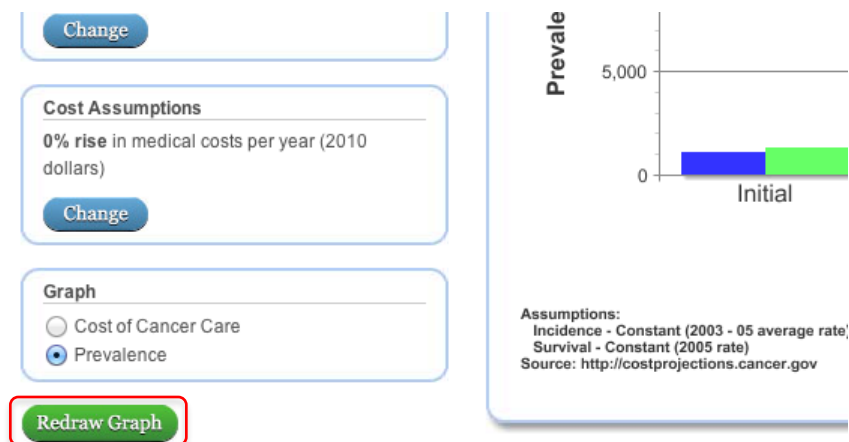 Change
Cost Assumptions
0% rise in medical costs per year (2010
dollars)
Change
Graph
Cost of Cancer Care
Prevalence
Redraw Graph
Prevale
5,000
0
Initial
Assumptions:
Incidence - Constant (2003 - 05 average rate)
Survival - Constant (2005 rate)
Source: http://costprojections.cancer.gov